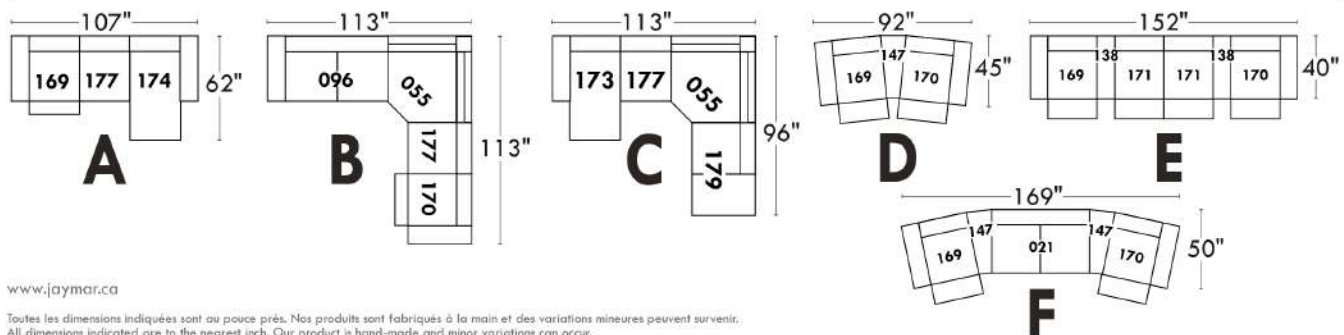 107"
169 177 174
62"
A
113"
096
055
177
170
113"
B
113"
173 177
055
179
96"
C
92"
147
169 170
45"
D
152"
138 138
169 171 171 170
40"
E
169"
147 147
169 021 170
50"
F
www.jaymar.ca
Toutes les dimensions indiquées sont au pouce près. Nos produits sont fabriqués à la main et des variations mineures peuvent survenir.
All dimensions indicated are to the nearest inch. Our product is hand-made and minor variations can occur.